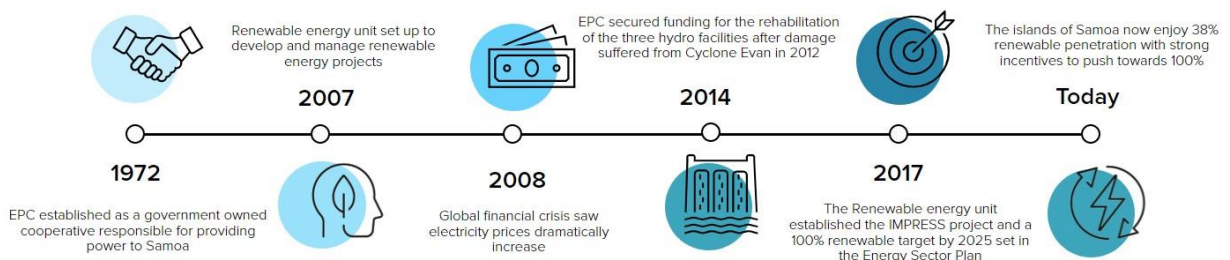 1972
EPC established as a government owned
cooperative responsible for providing
power to Samoa
Renewable energy unit set up to
develop and manage renewable
energy projects
2007
2008
Global financial crisis saw
electricity prices dramatically
increase
EPC secured funding for the rehabilitation
of the three hydro facilities after damage
suffered from Cyclone Evan in 2012
2014
2017
The Renewable energy unit
established the IMPRESS project and a
100% renewable target by 2025 set in
the Energy Sector Plan
The islands of Samoa now enjoy 38%
renewable penetration with strong
incentives to push towards 100%
Today